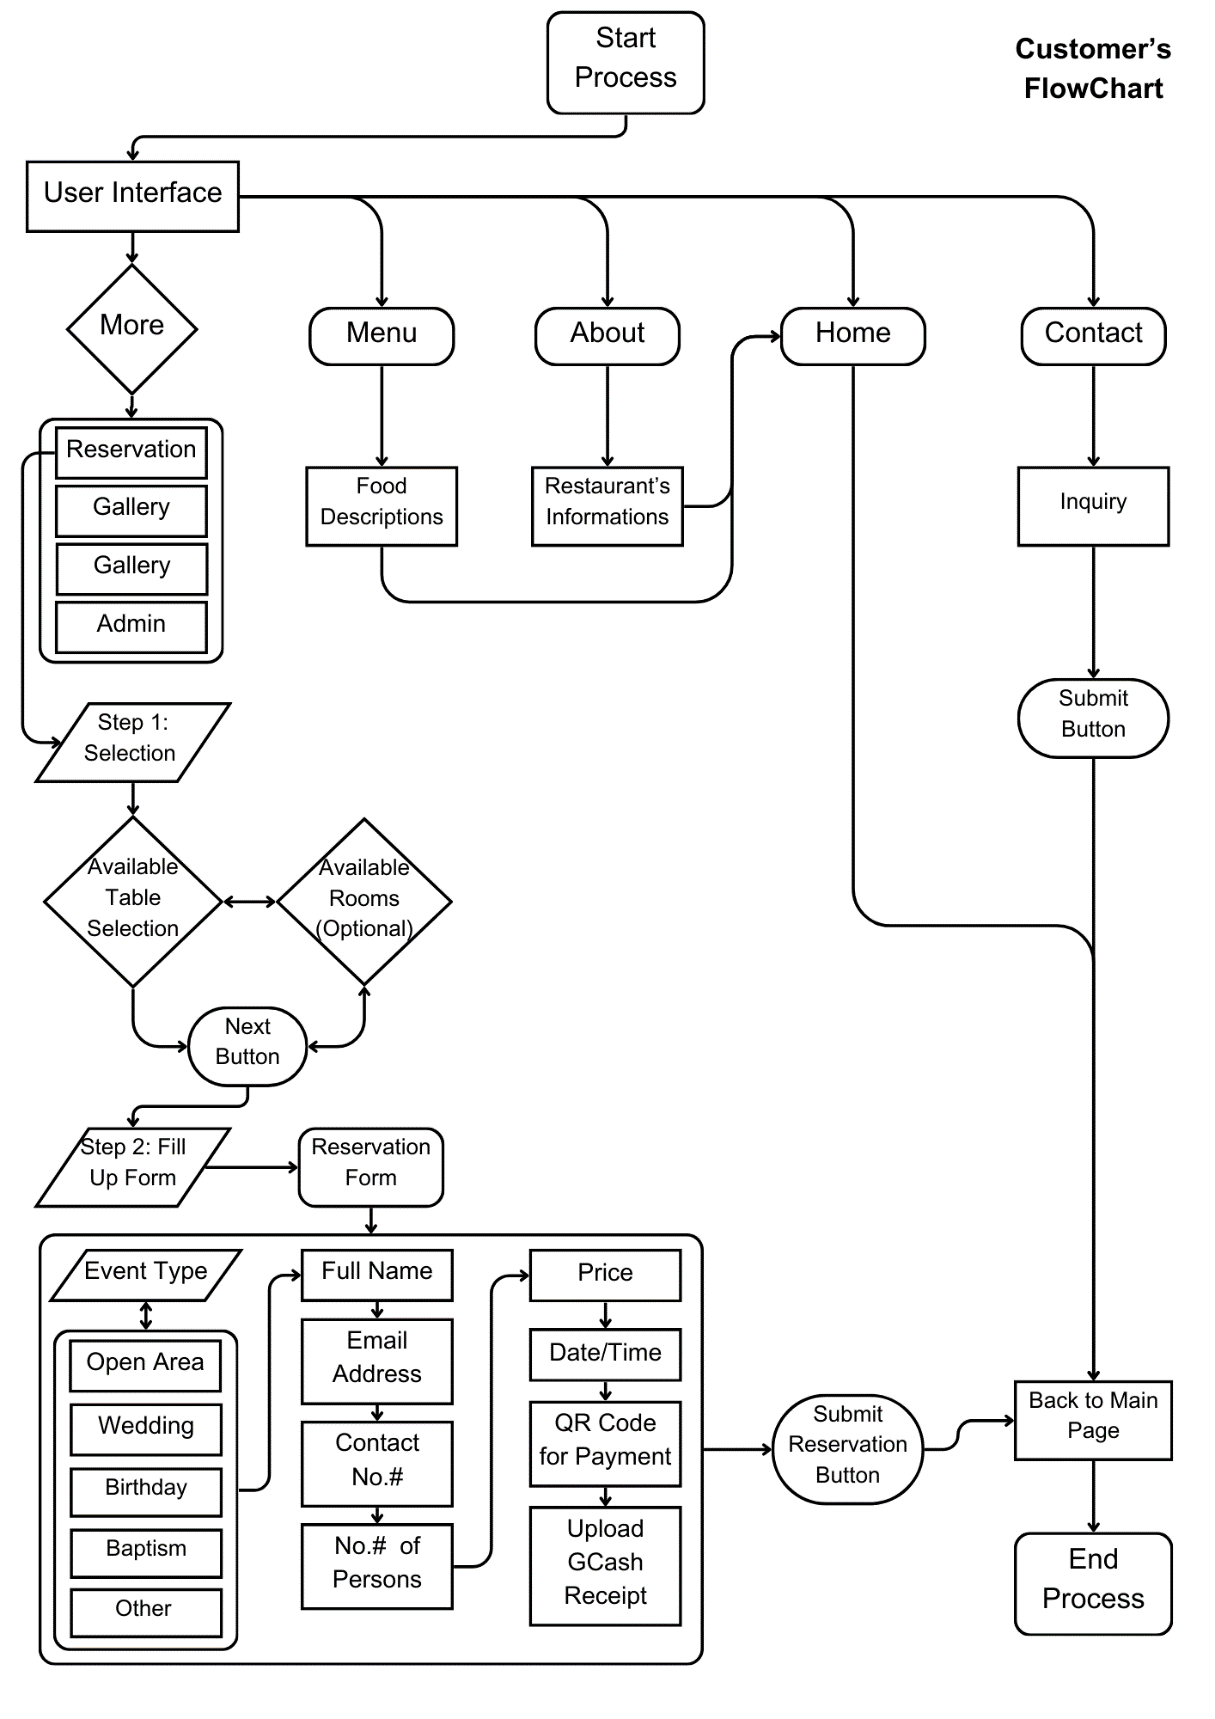 Start
Process
Customer's
FlowChart
User Interface
More
Menu
About
Home
Contact
Reservation
Gallery
Gallery
Admin
Food
Descriptions
Restaurant's
Informations
Inquiry
Submit
Button
Step 1:
Selection
Available
Table
Selection
Available
Rooms
(Optional)
Next
Button
Step 2: Fill
Up Form
Reservation
Form
Event Type
Open Area
Wedding
Birthday
Baptism
Other
Full Name
Email
Address
Contact
No.#
No.#  of
Persons
Price
Date/Time
QR Code
for Payment
Upload
GCash
Receipt
Submit
Reservation
Button
Back to Main
Page
End
Process